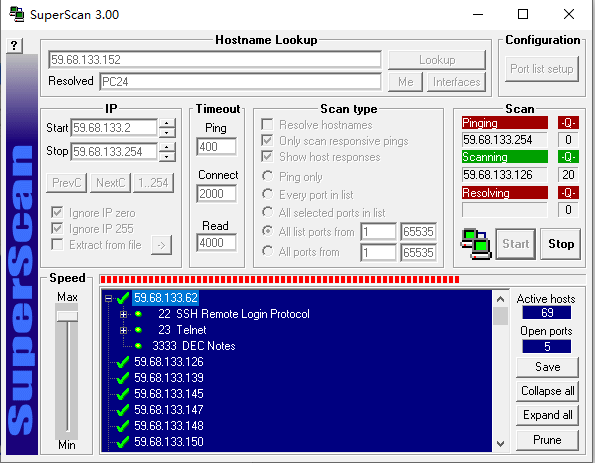 SuperScan 3.00
?
Hostname Lookup
59.68.133.152
Lookup
Resolved PC24
Me Interfaces
Configuration
Port list setup
SuperScan
IP
Start 59.68.133.2
Stop 59.68.133.254
PrevC NextC 1..254
Ignore IP zero
Ignore IP 255
Extract from file ->
Timeout
Ping
400
Connect
2000
Read
4000
Scan type
Resolve hostnames
Only scan responsive pings
Show host responses
Ping only
Every port in list
All selected ports in list
All list ports from 1 65535
All ports from 1 65535
Scan
Pinging -Q-
59.68.133.254 0
Scanning -Q-
59.68.133.126 20
Resolving -Q-
0
Start Stop
Speed
Max
Min
59.68.133.62
22 SSH Remote Login Protocol
23 Telnet
3333 DEC Notes
59.68.133.126
59.68.133.139
59.68.133.145
59.68.133.147
59.68.133.148
59.68.133.150
Active hosts
69
Open ports
5
Save
Collapse all
Expand all
Prune